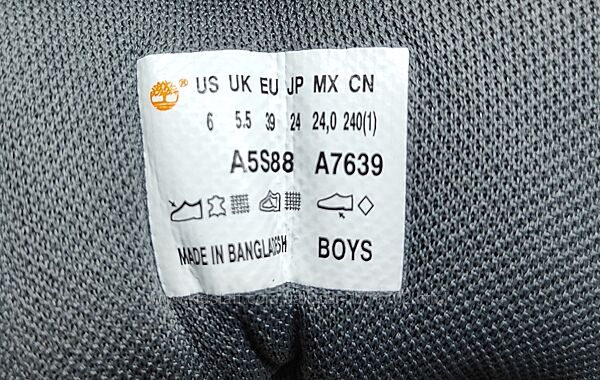 US UK EU JP MX CN
6 5.5 39 24 24,0 240(1)
A5S88 A7639
MADE IN BANGLADESH BOYS